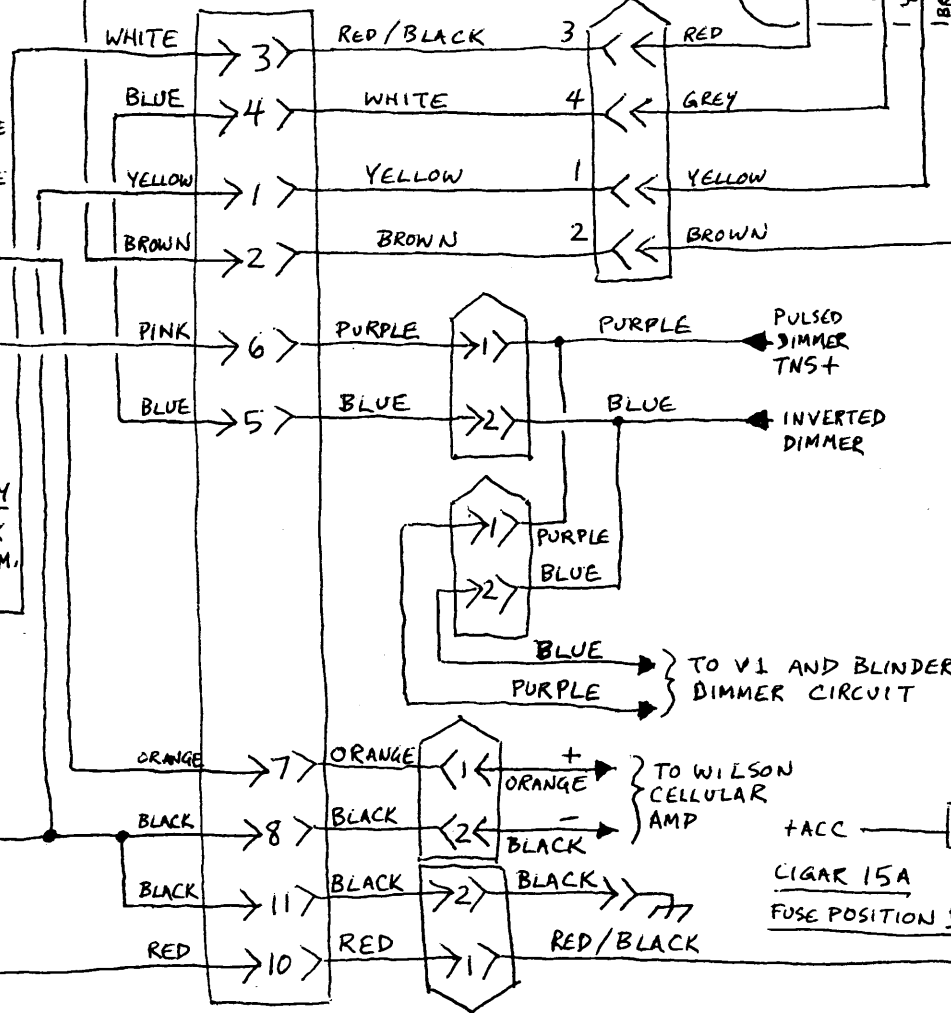 WHITE 3 RED/BLACK 3 RED
BLUE 4 WHITE 4 GREY
YELLOW 1 YELLOW 1 YELLOW
BROWN 2 BROWN 2 BROWN
PINK 6 PURPLE 1 PURPLE
PULSED
DIMMER
TNS+
BLUE 5 BLUE 2 BLUE
INVERTED
DIMMER
1 PURPLE
2 BLUE
BLUE
PURPLE
TO V1 AND BLINDER
DIMMER CIRCUIT
ORANGE 7 ORANGE 1 + ORANGE
BLACK 8 BLACK 2 - BLACK
TO WILSON
CELLULAR
AMP
BLACK 11 BLACK 2 BLACK
RED 10 RED 1 RED/BLACK
+ACC
CIGAR 15A
FUSE POSITION
M.